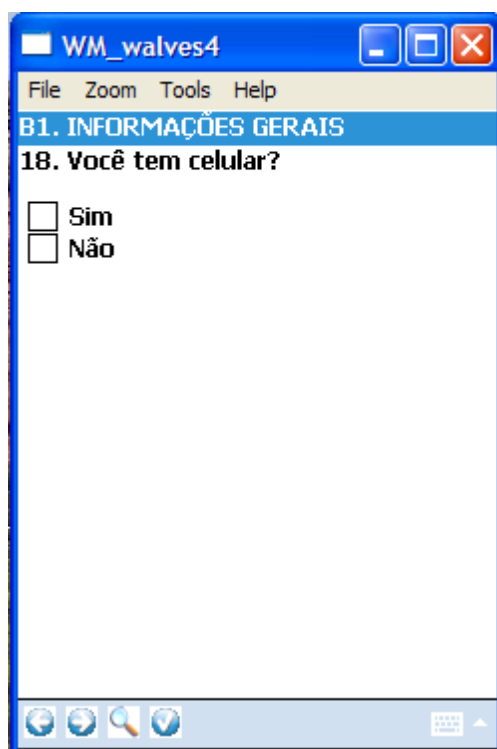 WM_walves4
File Zoom Tools Help
B1. INFORMAÇÕES GERAIS
18. Você tem celular?
Sim
Não